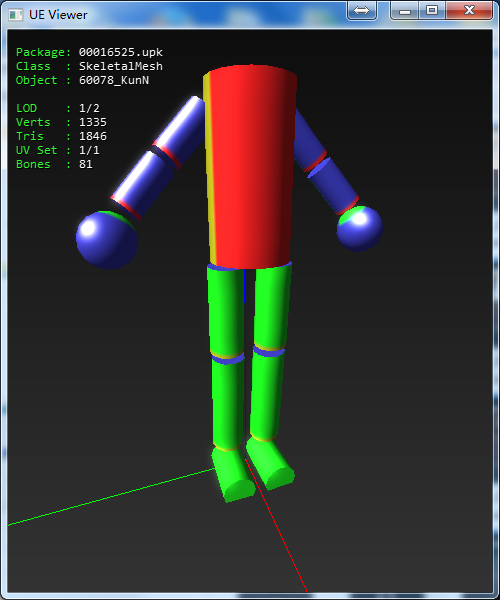 UE Viewer
Package: 00016525.upk
Class : SkeletalMesh
Object : 60078_KunN
LOD : 1/2
Verts : 1335
Tris : 1846
UV Set : 1/1
Bones : 81